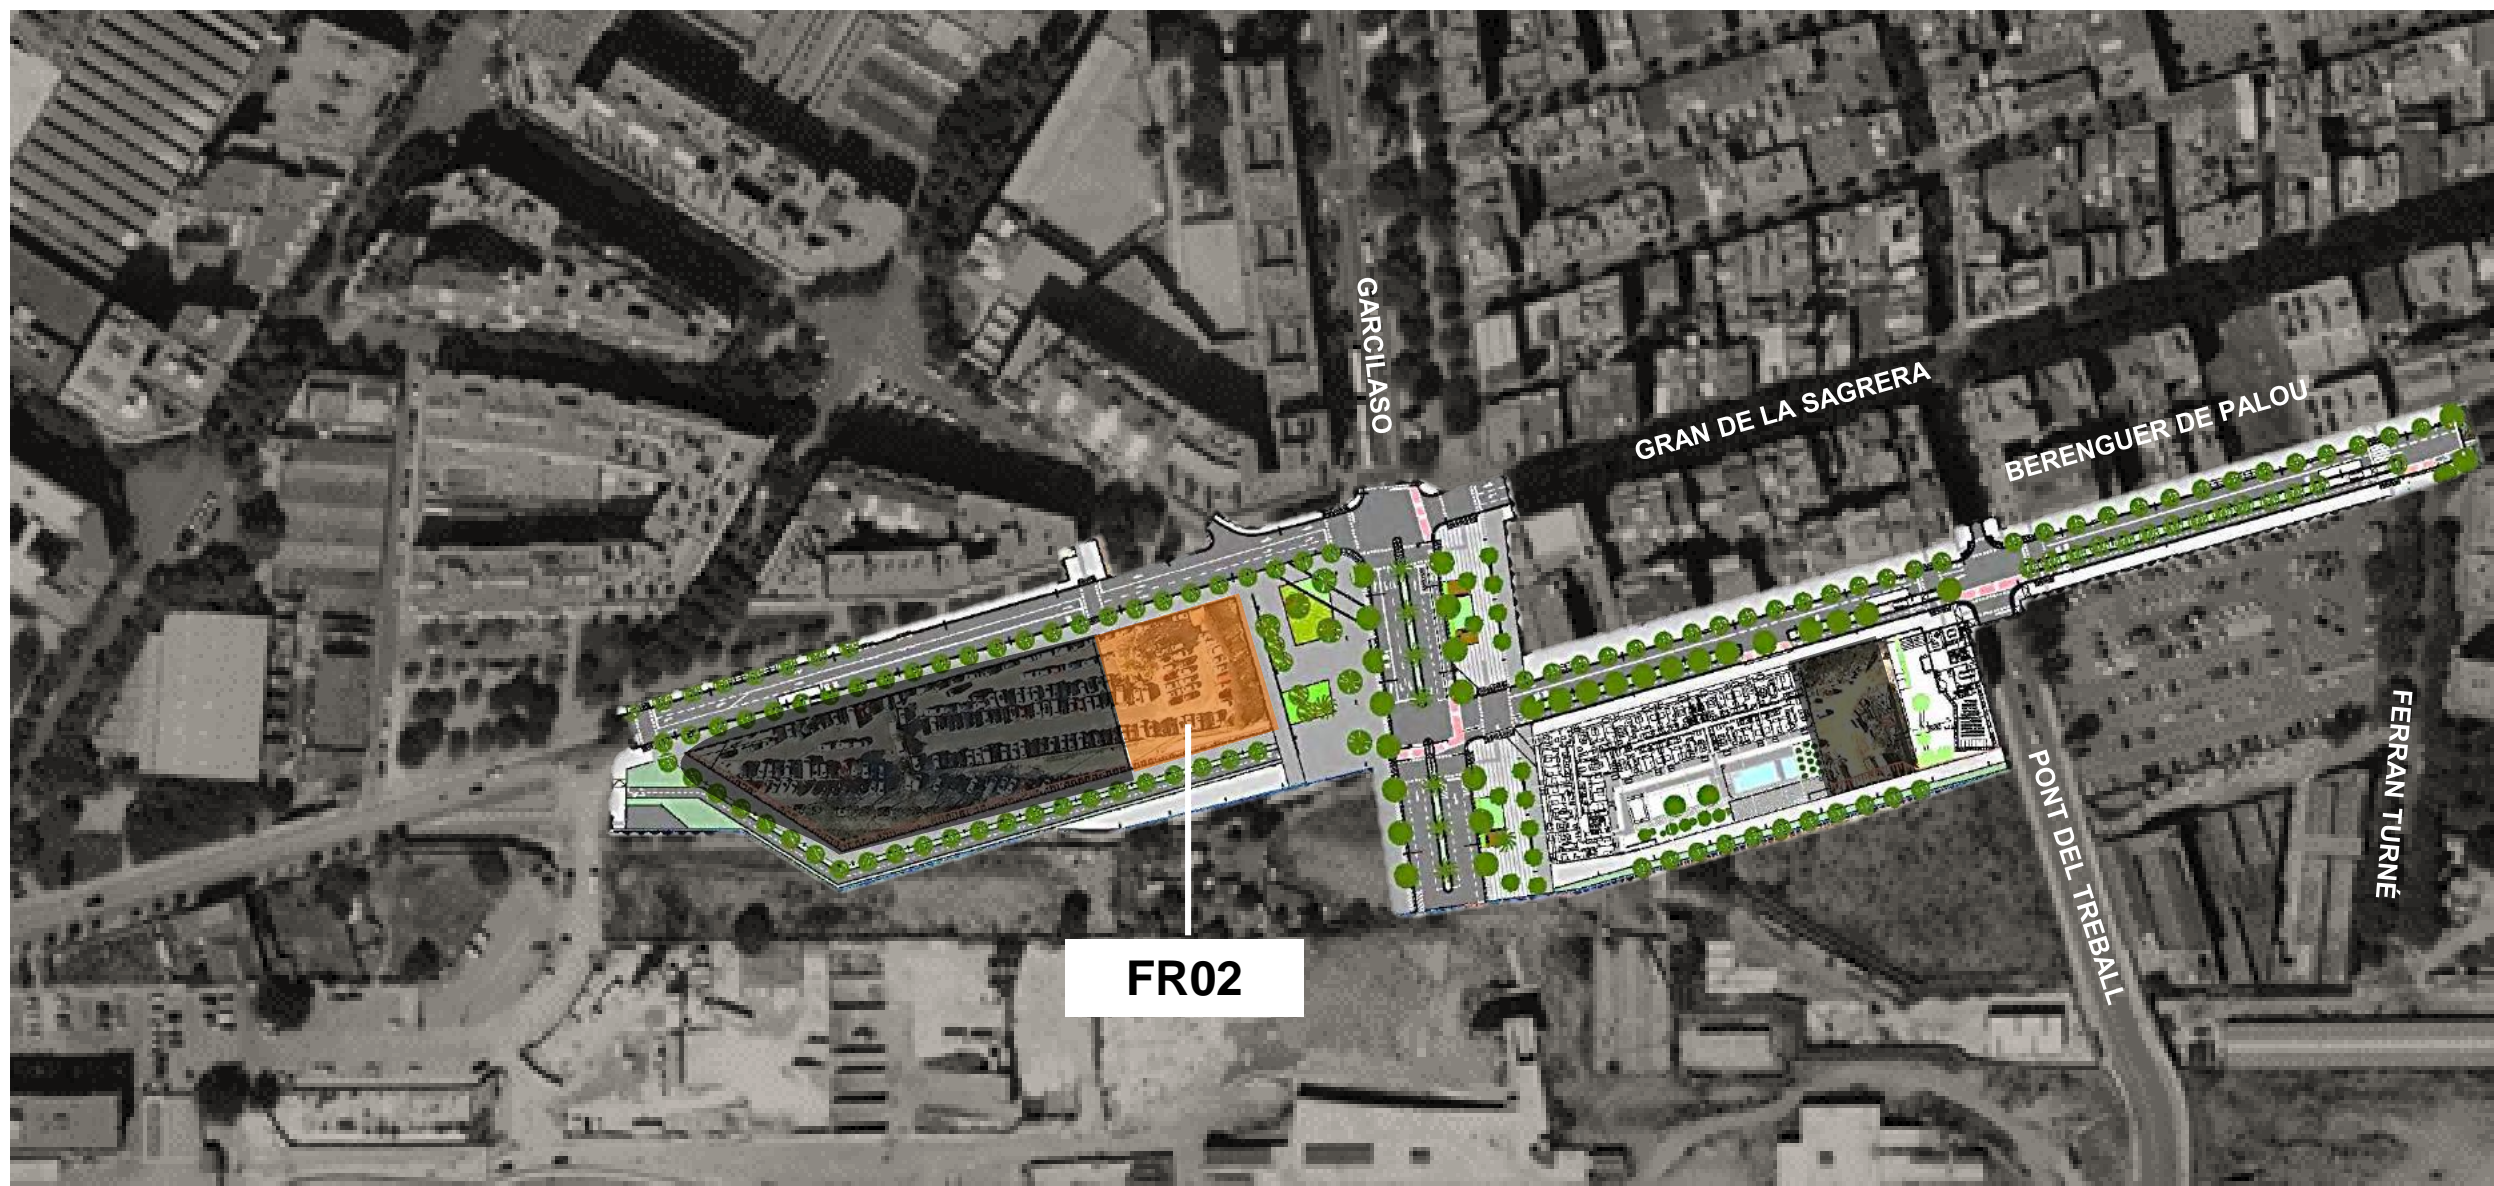 GARCILASO
GRAN DE LA SAGRERA
BERENGUER DE PALOU
FERRAN TURNÉ
PONT DEL TREBALL
FR02